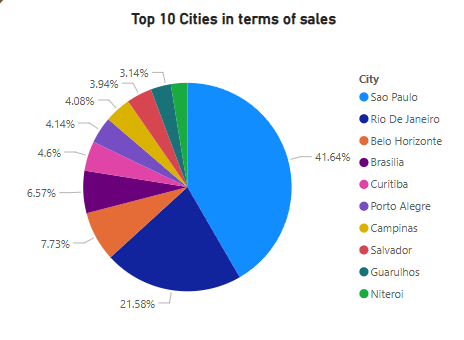 Top 10 Cities in terms of sales
City
Sao Paulo
Rio De Janeiro
Belo Horizonte
Brasilia
Curitiba
Porto Alegre
Campinas
Salvador
Guarulhos
Niteroi
41.64%
21.58%
7.73%
6.57%
4.6%
4.14%
4.08%
3.94%
3.14%